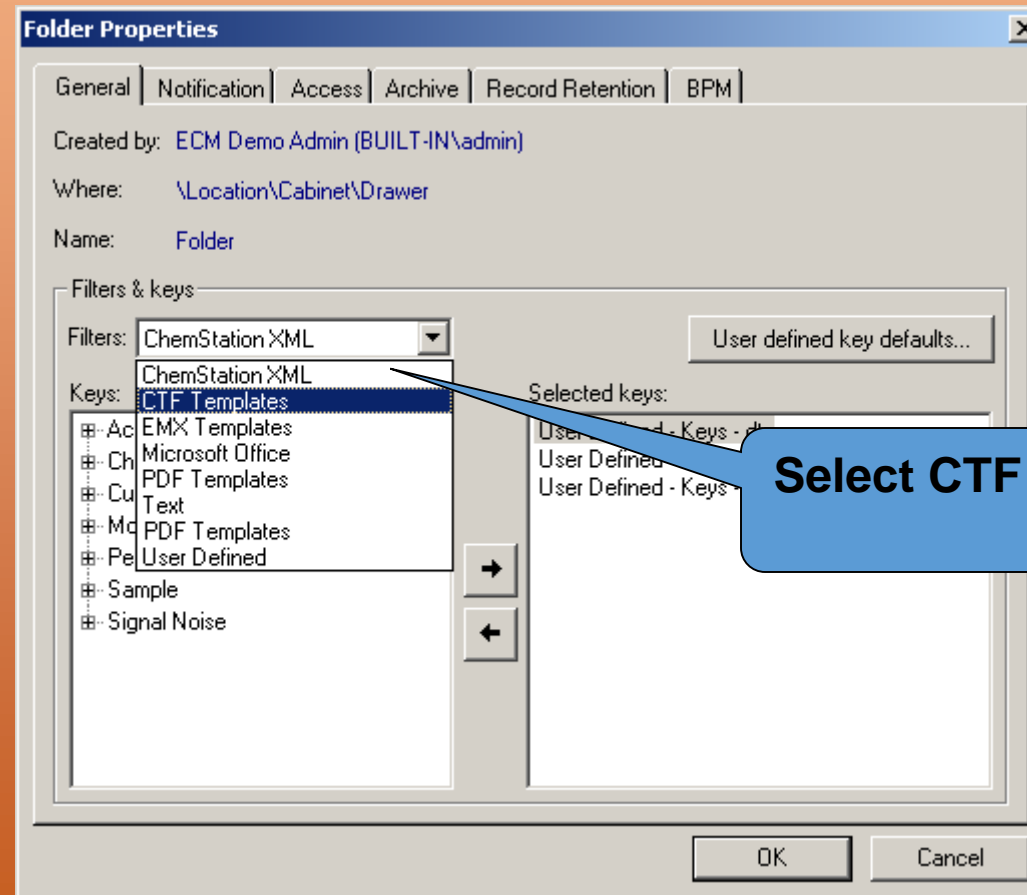 Folder Properties
General Notification Access Archive Record Retention BPM
Created by: ECM Demo Admin (BUILT-IN\admin)
Where: \Location\Cabinet\Drawer
Name: Folder
Filters & keys
Filters: ChemStation XML
User defined key defaults...
Keys:
ChemStation XML
CTF Templates
EMX Templates
Microsoft Office
PDF Templates
Text
PDF Templates
User Defined
Sample
Signal Noise
Selected keys:
User Defined - Keys -
User Defined -
User Defined - Keys -
Select CTF
OK Cancel